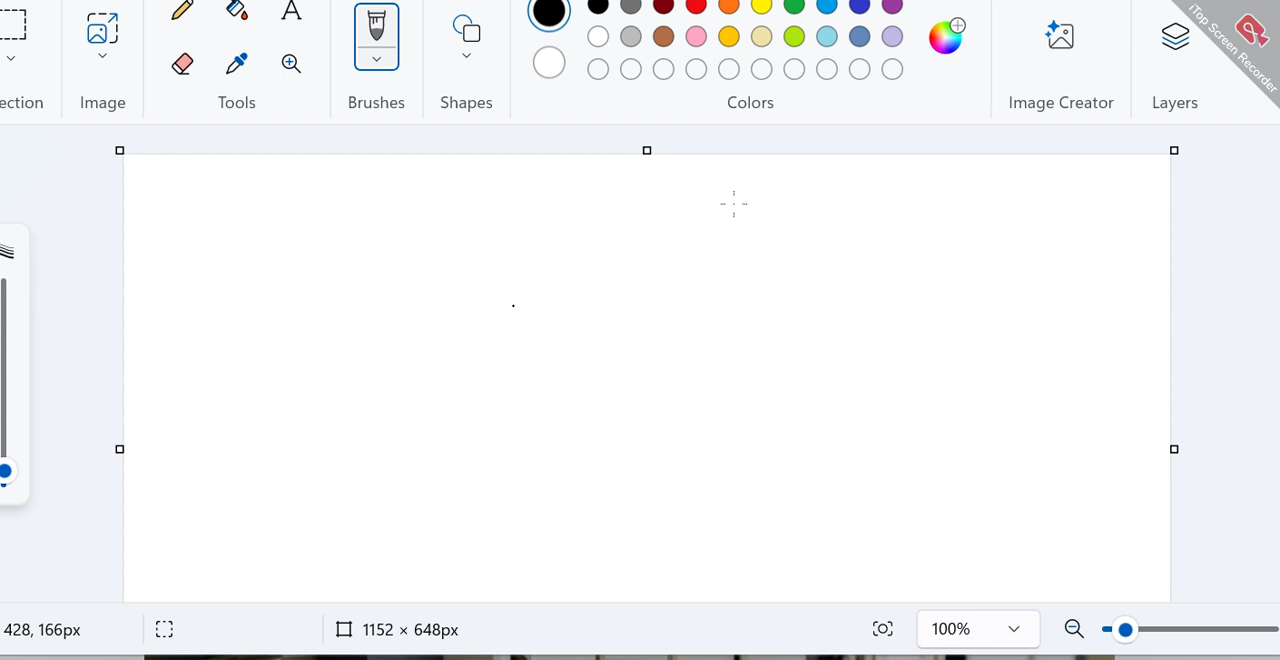 iTop Screen Recorder
ection
Image
Tools
Brushes
Shapes
Colors
Image Creator
Layers
428, 166px
1152 × 648px
100%